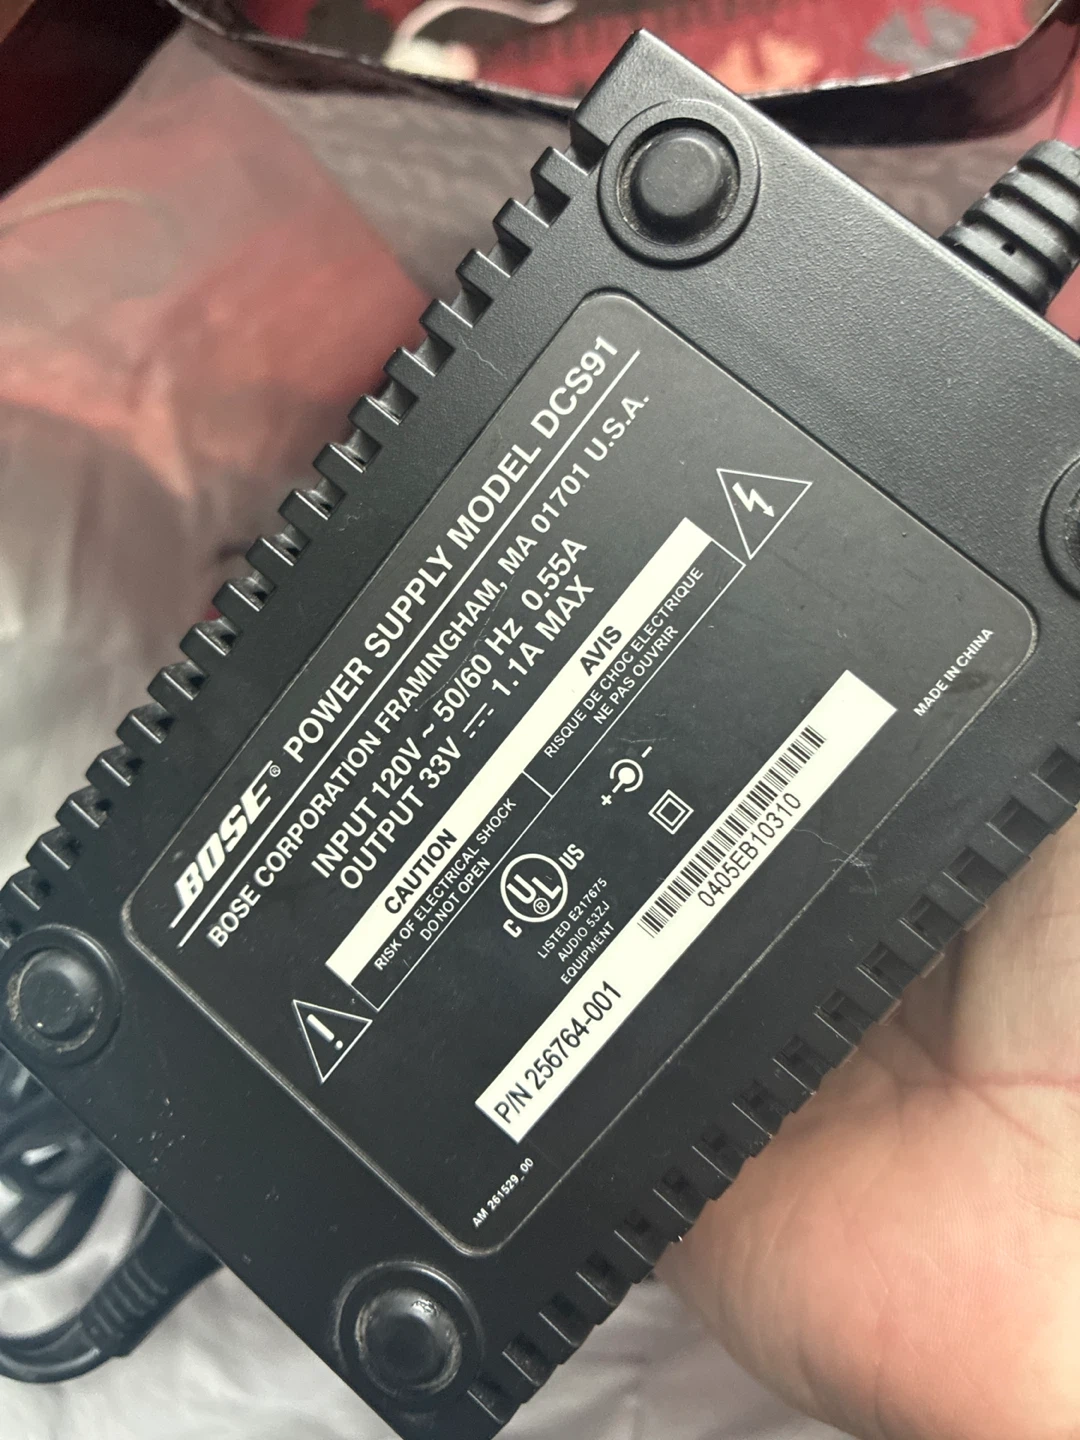 BOSE® POWER SUPPLY MODEL DCS91
BOSE CORPORATION FRAMINGHAM, MA 01701 U.S.A.
INPUT 120V ~ 50/60 Hz 0.55A
OUTPUT 33V ⎓ 1.1A MAX
CAUTION
RISK OF ELECTRICAL SHOCK
DO NOT OPEN
AVIS
RISQUE DE CHOC ELECTRIQUE
NE PAS OUVRIR
!
+ -
C UL® US
LISTED E217675
AUDIO 53ZJ
EQUIPMENT
MADE IN CHINA
P/N 256764-001
0405EB10310
AM 261529_00